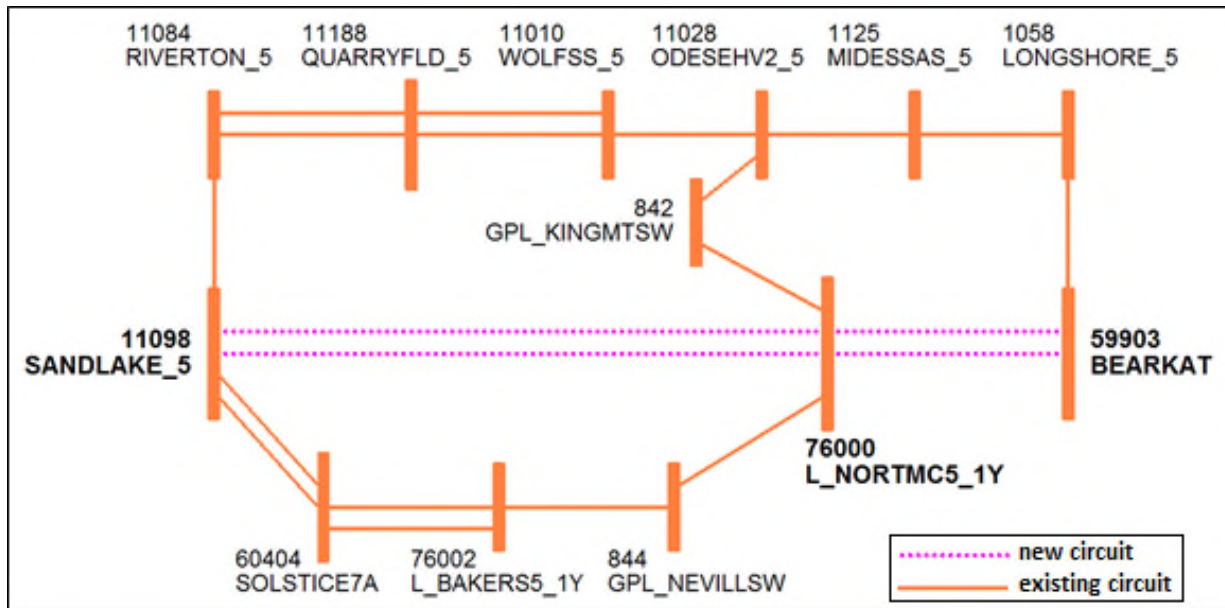 11084
RIVERTON_5
11188
QUARRYFLD_5
11010
WOLFSS_5
11028
ODESEHV2_5
1125
MIDESSAS_5
1058
LONGSHORE_5
842
GPL_KINGMTSW
11098
SANDLAKE_5
59903
BEARKAT
76000
L_NORTMC5_1Y
60404
SOLSTICE7A
76002
L_BAKERS5_1Y
844
GPL_NEVILLSW
new circuit
existing circuit